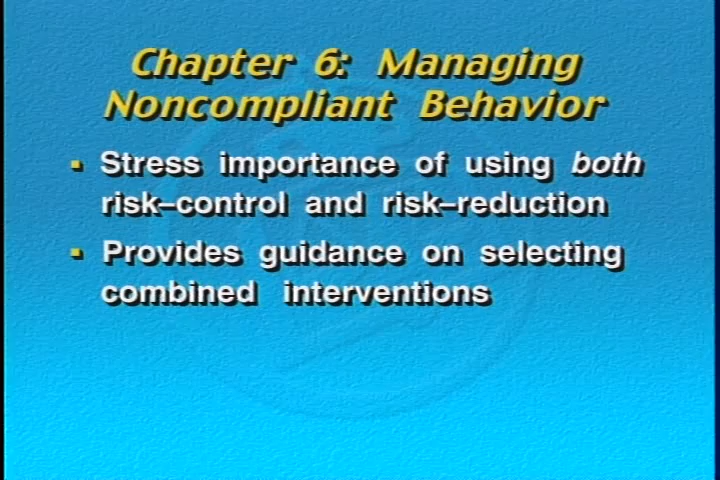 Chapter 6: Managing
Noncompliant Behavior
▪ Stress importance of using both
risk–control and risk–reduction
▪ Provides guidance on selecting
combined interventions